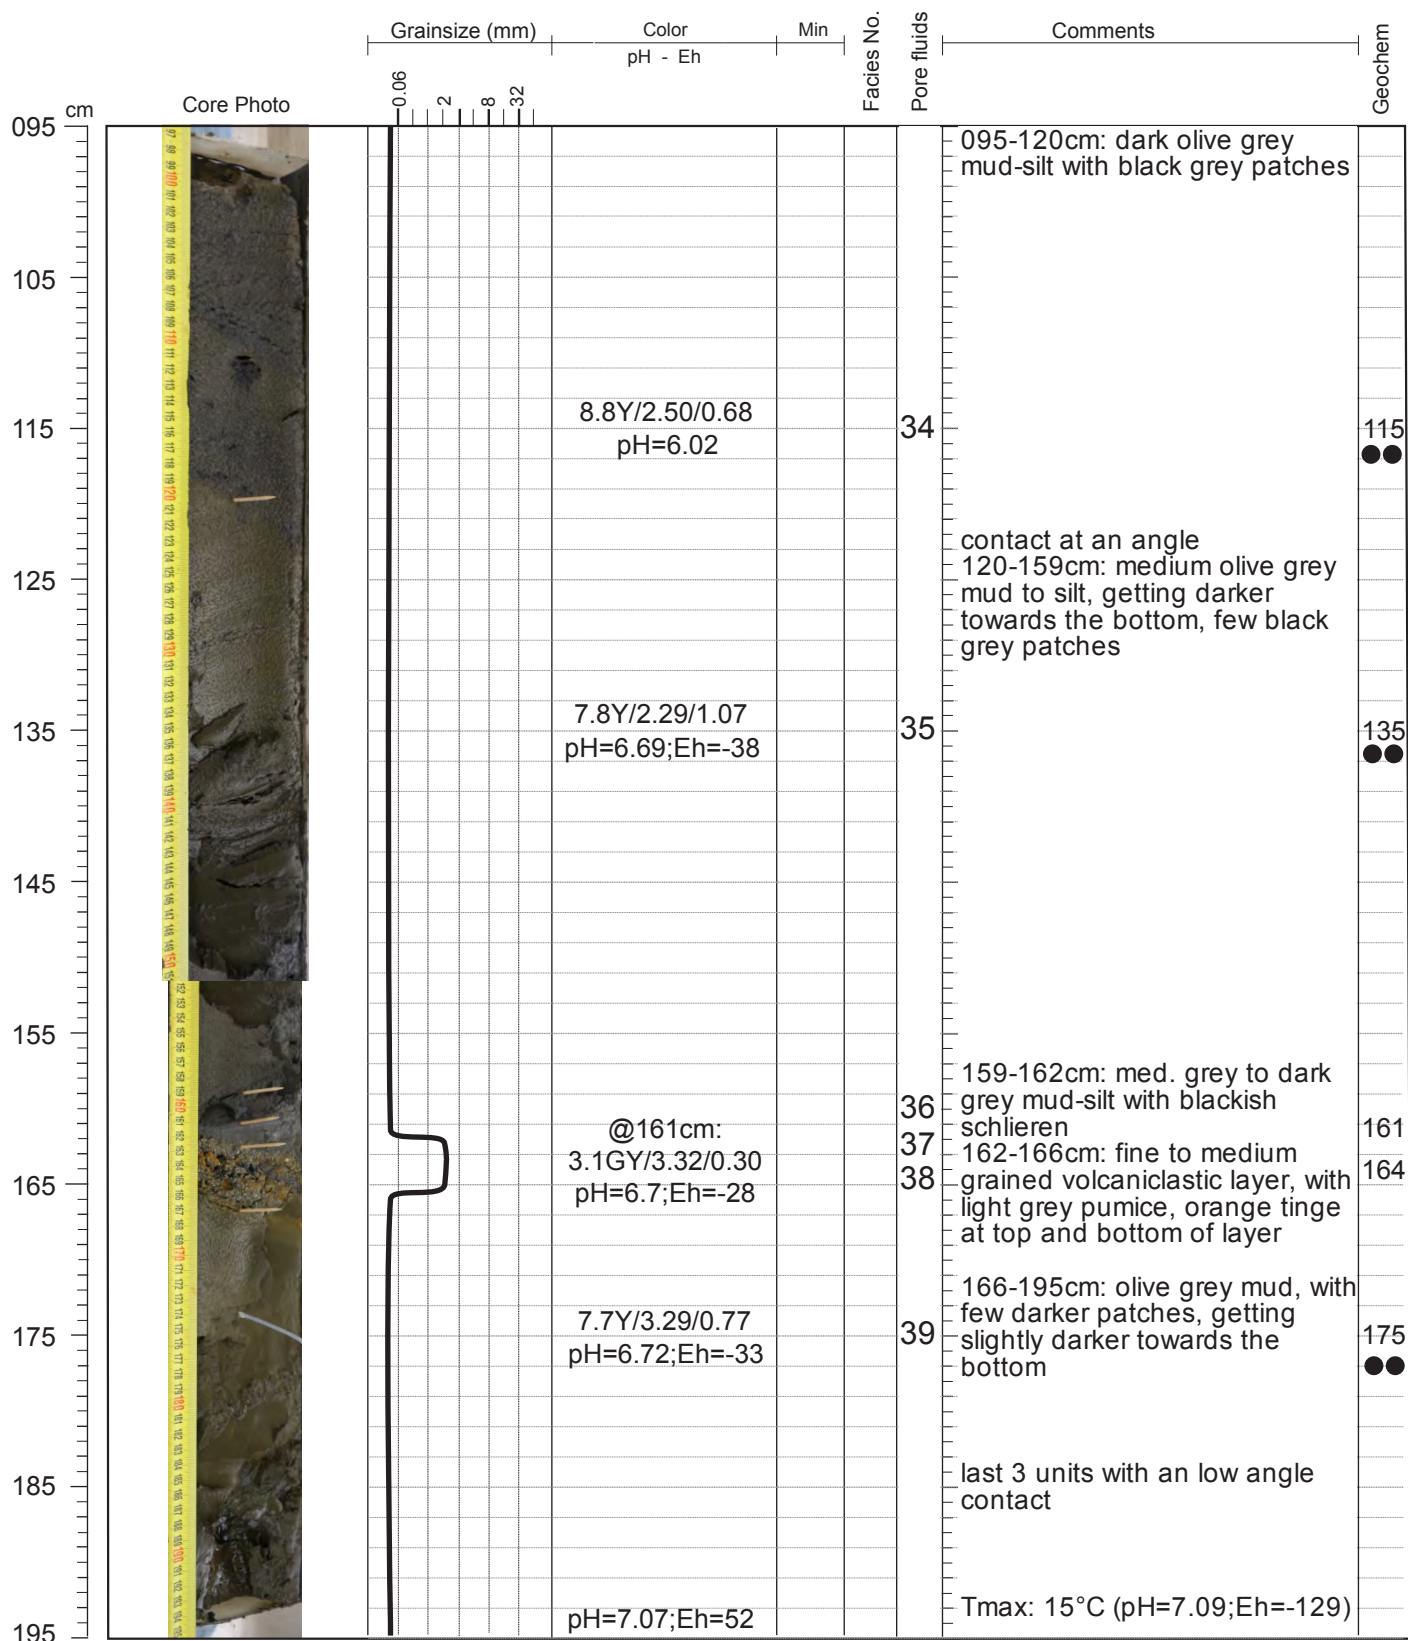 Grainsize (mm)
Color
Min
pH - Eh
Facies No.
Pore fluids
Comments
Geochem
cm
Core Photo
0.06
2
8
32
095
095-120cm: dark olive grey
mud-silt with black grey patches
105
8.8Y/2.50/0.68
115
34
115
pH=6.02
contact at an angle
125
120-159cm: medium olive grey
mud to silt, getting darker
towards the bottom, few black
grey patches
7.8Y/2.29/1.07
135
35
135
pH=6.69;Eh=-38
145
155
159-162cm: med. grey to dark
36
grey mud-silt with blackish
@161cm:
schlieren
161
37
162-166cm: fine to medium
3.1GY/3.32/0.30
38
grained volcaniclastic layer, with
164
165
pH=6.7;Eh=-28
light grey pumice, orange tinge
at top and bottom of layer
166-195cm: olive grey mud, with
7.7Y/3.29/0.77
few darker patches, getting
175
39
slightly darker towards the
175
pH=6.72;Eh=-33
bottom
last 3 units with an low angle
185
contact
Tmax: 15°C (pH=7.09;Eh=-129)
pH=7.07;Eh=52
195